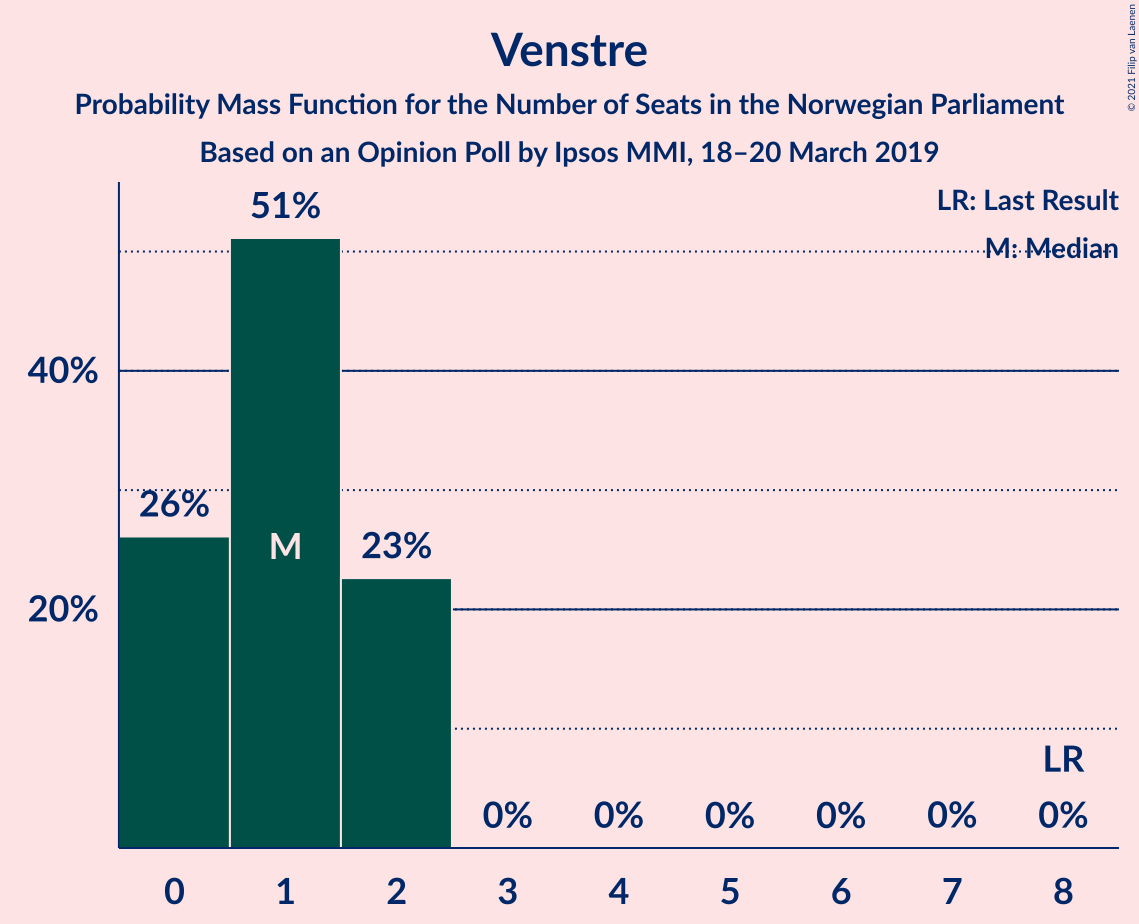 Venstre
Probability Mass Function for the Number of Seats in the Norwegian Parliament
Based on an Opinion Poll by Ipsos MMI, 18–20 March 2019
© 2021 Filip van Laenen
LR: Last Result
M: Median
51%
40%
26%
M
23%
20%
LR
0% 0% 0% 0% 0% 0%
0 1 2 3 4 5 6 7 8